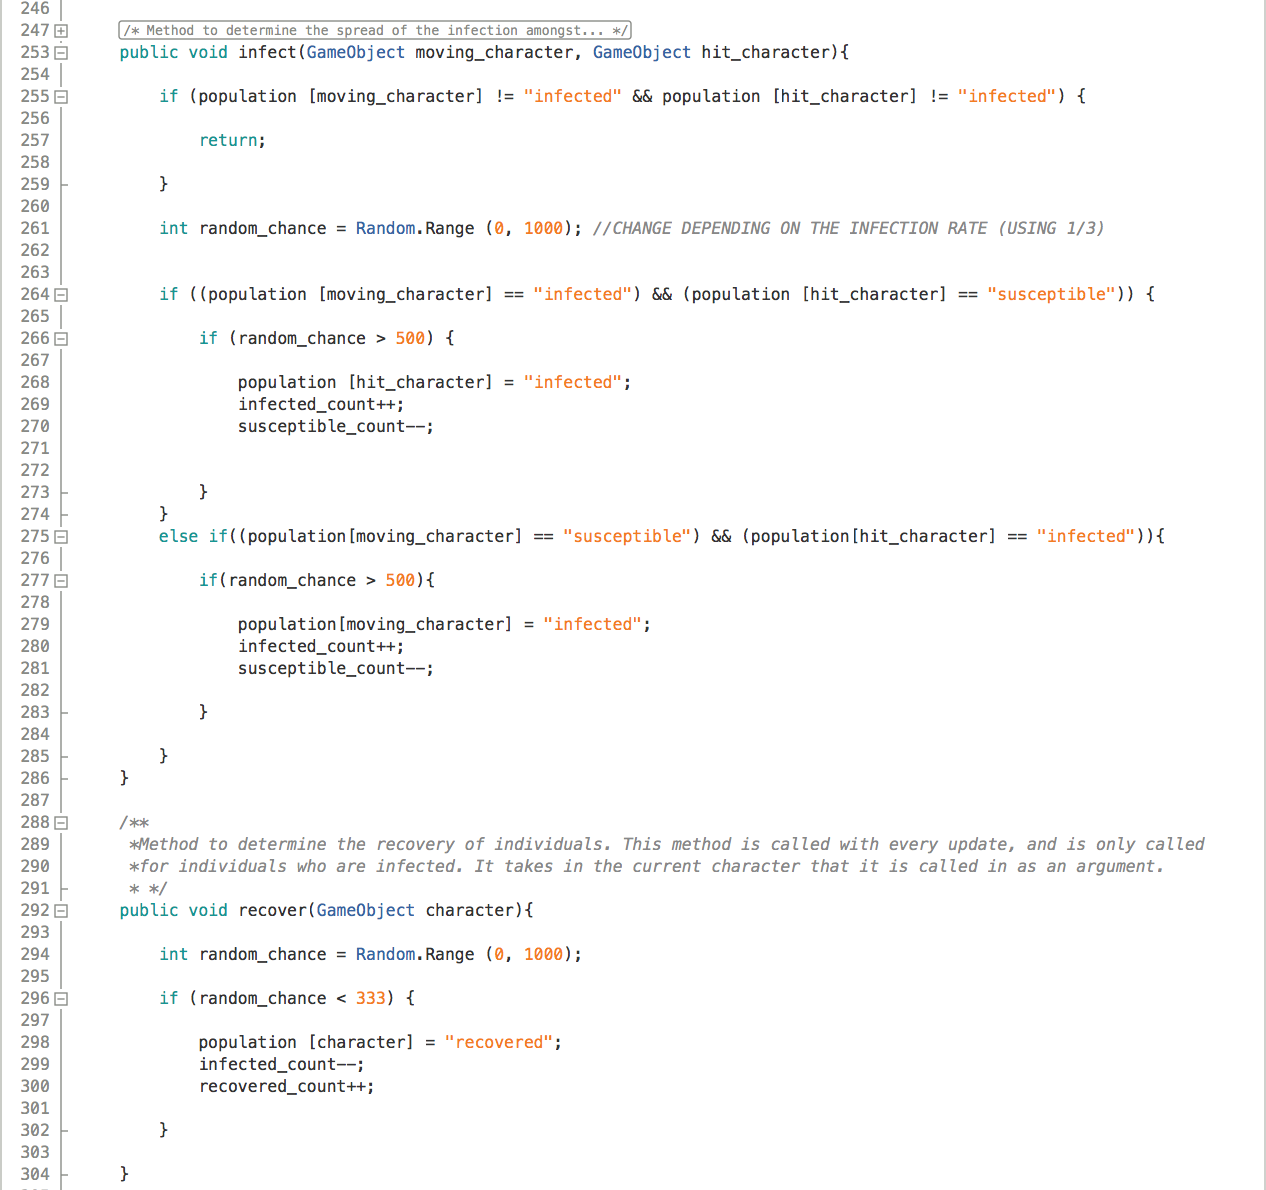 246
247 /* Method to determine the spread of the infection amongst... */
253 public void infect(GameObject moving_character, GameObject hit_character){
254
255 if (population [moving_character] != "infected" && population [hit_character] != "infected") {
256
257 return;
258
259 }
260
261 int random_chance = Random.Range (0, 1000); //CHANGE DEPENDING ON THE INFECTION RATE (USING 1/3)
262
263
264 if ((population [moving_character] == "infected") && (population [hit_character] == "susceptible")) {
265
266 if (random_chance > 500) {
267
268 population [hit_character] = "infected";
269 infected_count++;
270 susceptible_count--;
271
272
273 }
274 }
275 else if((population[moving_character] == "susceptible") && (population[hit_character] == "infected")){
276
277 if(random_chance > 500){
278
279 population[moving_character] = "infected";
280 infected_count++;
281 susceptible_count--;
282
283 }
284
285 }
286 }
287
288 /**
289 *Method to determine the recovery of individuals. This method is called with every update, and is only called
290 *for individuals who are infected. It takes in the current character that it is called in as an argument.
291 * */
292 public void recover(GameObject character){
293
294 int random_chance = Random.Range (0, 1000);
295
296 if (random_chance < 333) {
297
298 population [character] = "recovered";
299 infected_count--;
300 recovered_count++;
301
302 }
303
304 }